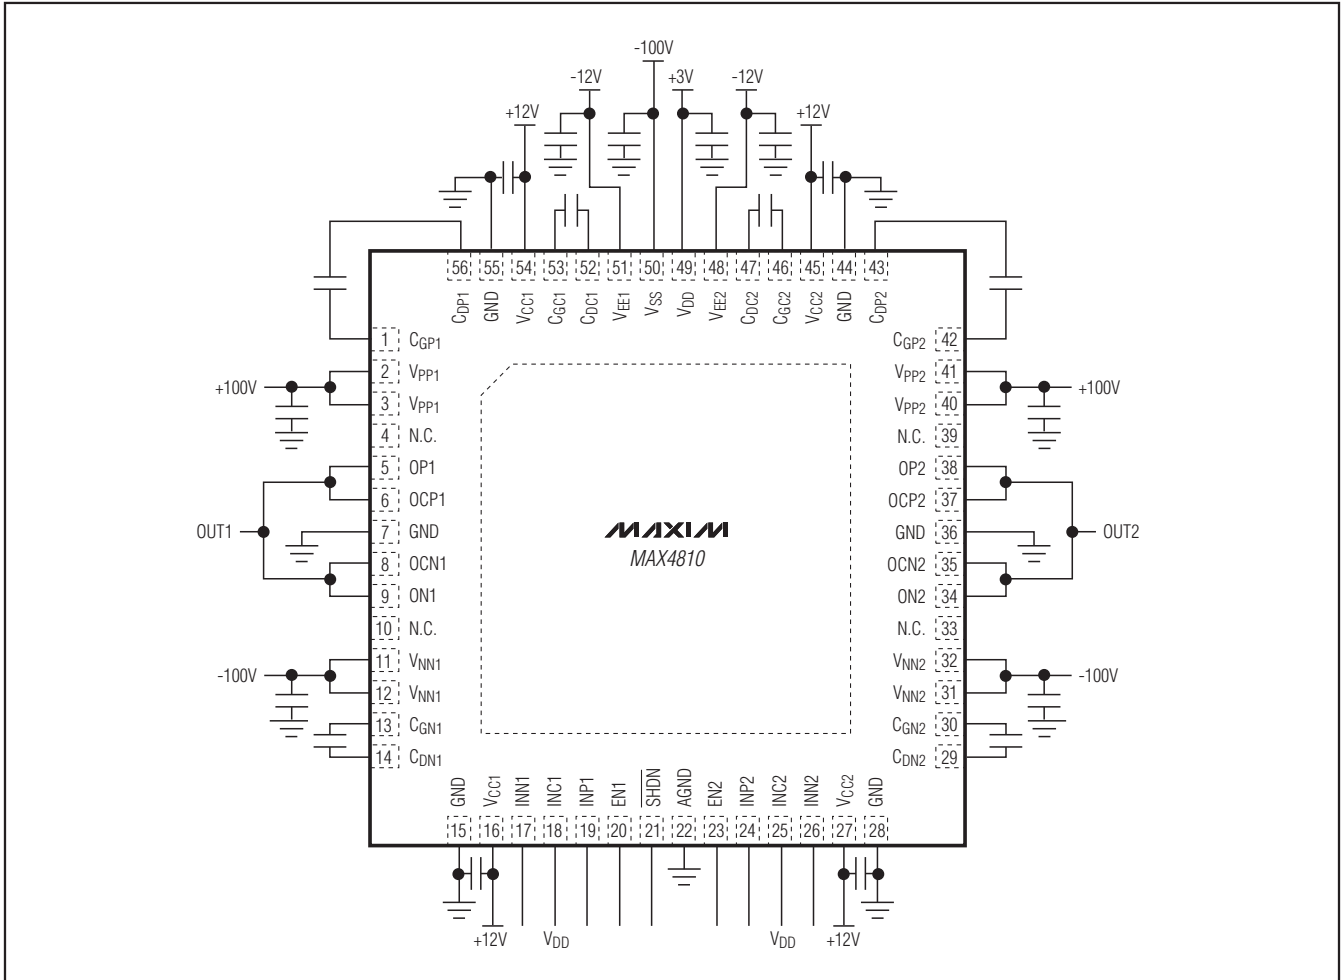 -100V
-12V +3V -12V
+12V +12V
56 55 54 53 52 51 50 49 48 47 46 45 44 43
CDP1 GND VCC1 CGC1 CDC1 VEE1 VSS VDD VEE2 CDC2 CGC2 VCC2 GND CDP2
1 CGP1 CGP2 42
2 VPP1 VPP2 41
+100V +100V
3 VPP1 VPP2 40
4 N.C. N.C. 39
5 OP1 OP2 38
6 OCP1 OCP2 37
OUT1 7 GND MAXIM GND 36 OUT2
MAX4810
8 OCN1 OCN2 35
9 ON1 ON2 34
10 N.C. N.C. 33
11 VNN1 VNN2 32
-100V -100V
12 VNN1 VNN2 31
13 CGN1 CGN2 30
14 CDN1 CDN2 29
GND VCC1 INN1 INC1 INP1 EN1 SHDN AGND EN2 INP2 INC2 INN2 VCC2 GND
15 16 17 18 19 20 21 22 23 24 25 26 27 28
+12V VDD VDD +12V